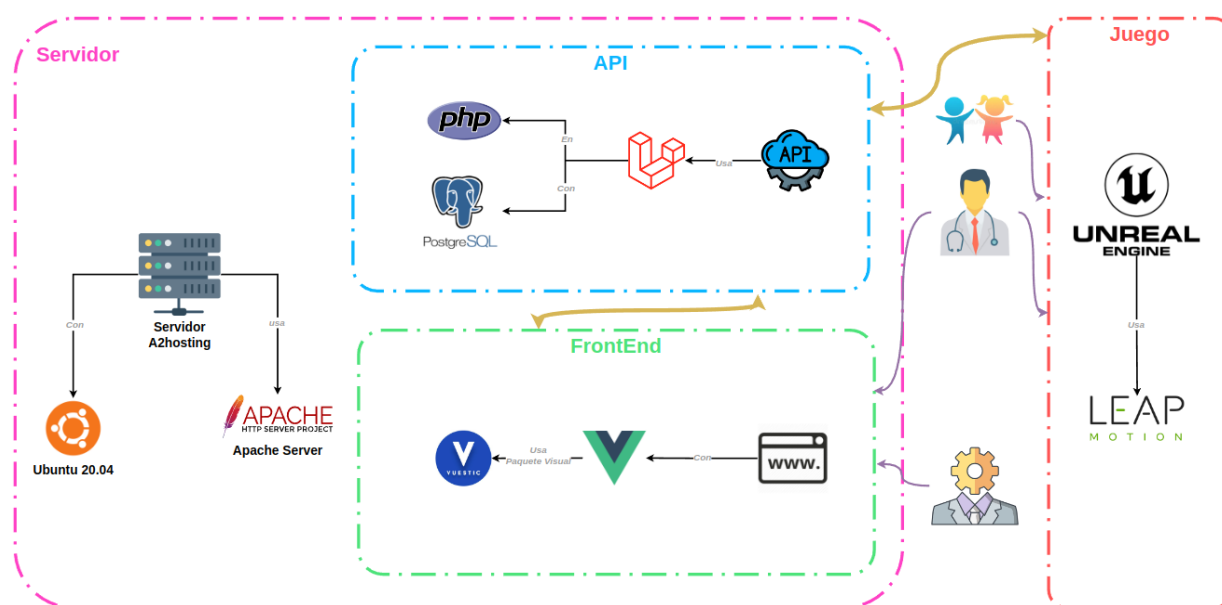 Servidor
API
Juego
php
En
Usa
API
Con
PostgreSQL
UNREAL
ENGINE
Servidor
A2hosting
Con
usa
Usa
FrontEnd
APACHE
HTTP SERVER PROJECT
Apache Server
Ubuntu 20.04
LEAP
MOTION
V
VUESTIC
Usa
Paquete Visual
Con
www.